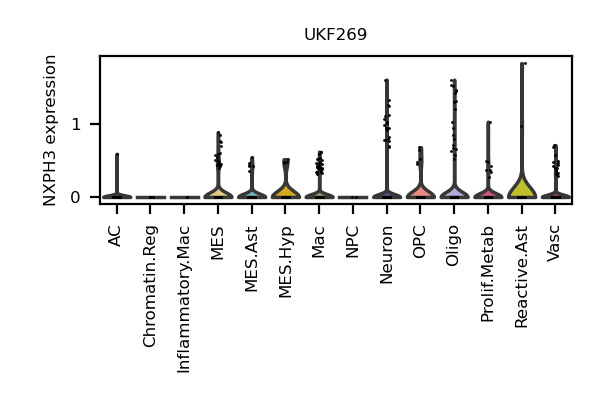 UKF269
NXPH3 expression
1
0
AC
Chromatin.Reg
Inflammatory.Mac
MES
MES.Ast
MES.Hyp
Mac
NPC
Neuron
OPC
Oligo
Prolif.Metab
Reactive.Ast
Vasc